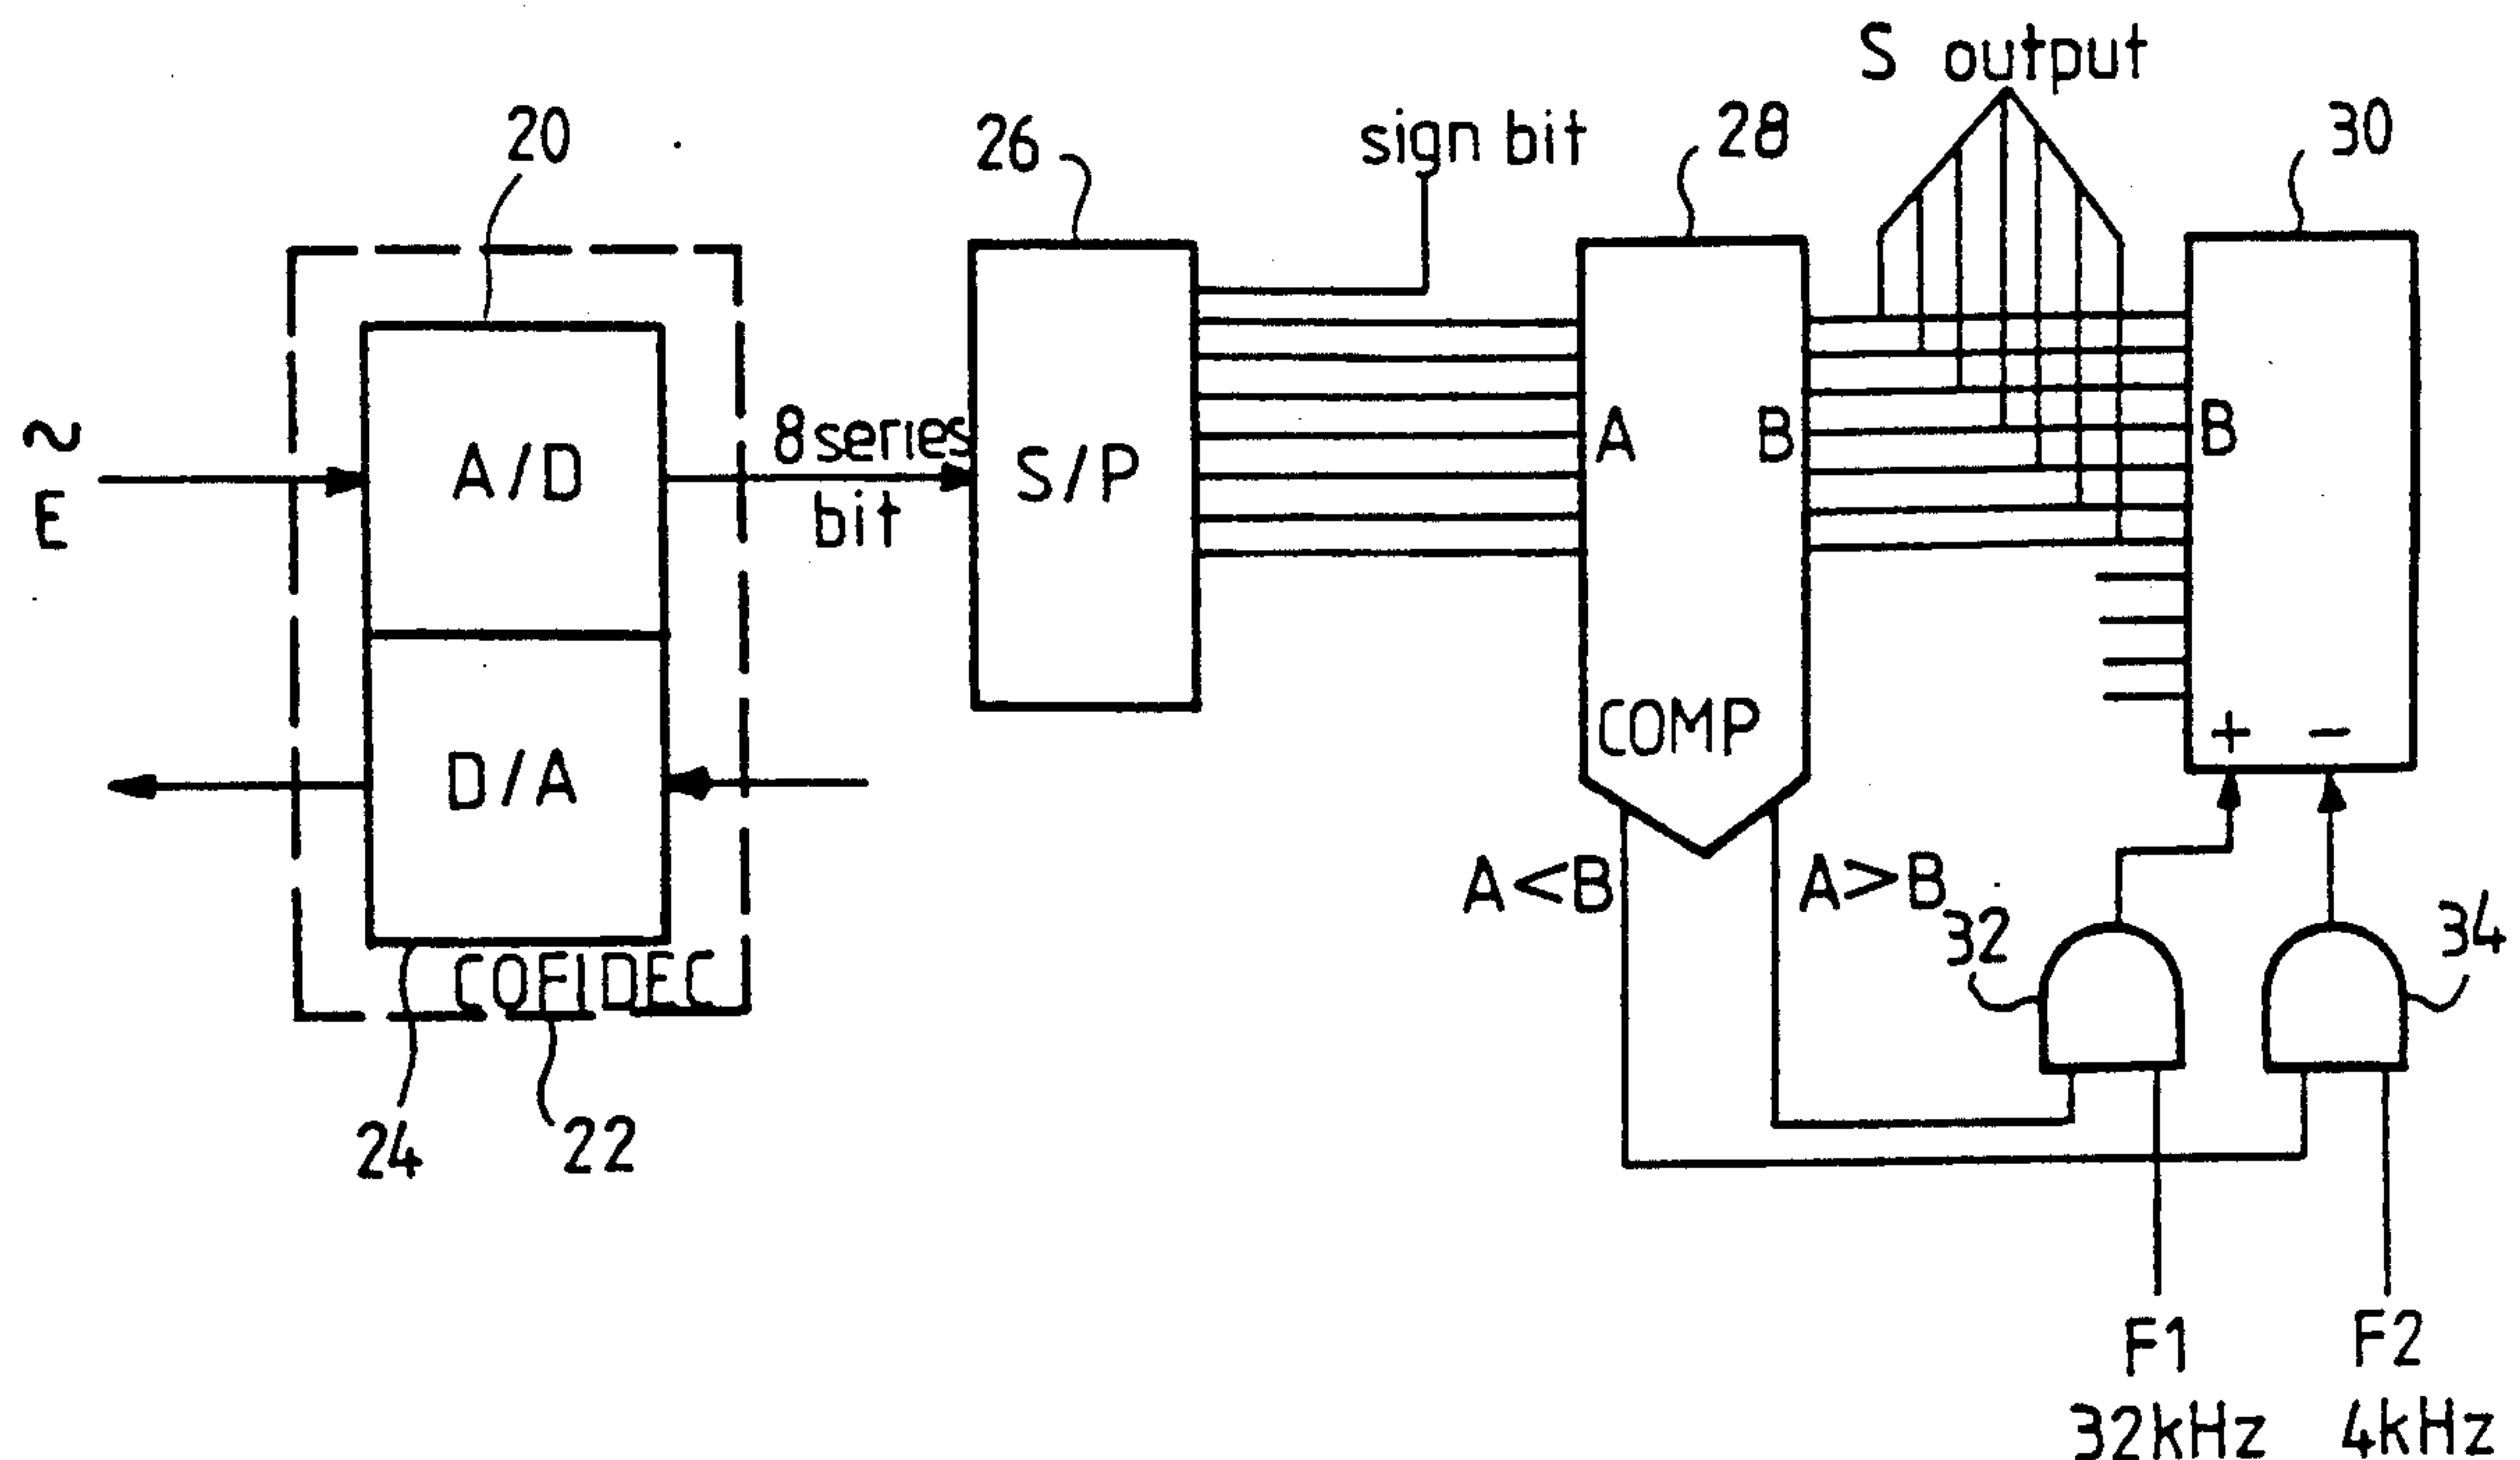 S output
20
26
sign bit
28
30
~
E
A/D
8 series
bit
S/P
A
B
B
D/A
COMP
+ −
A<B
A>B
32
34
COFIDEC
24
22
F1
32kHz
F2
4kHz